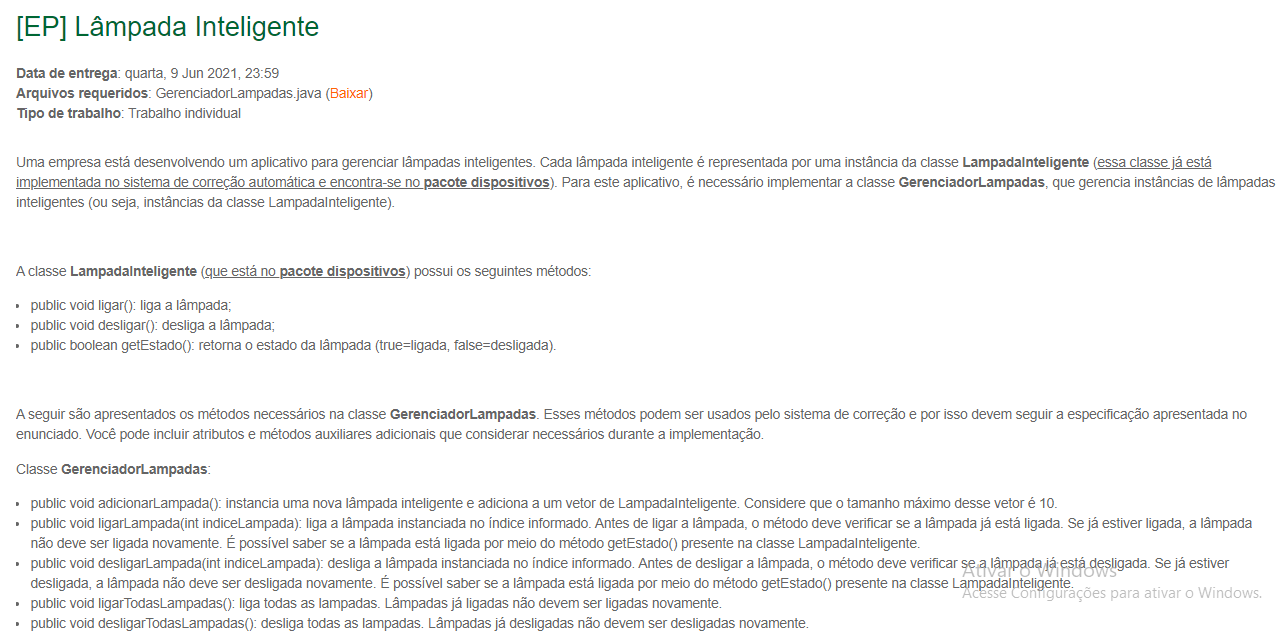 [EP] Lâmpada Inteligente
Data de entrega: quarta, 9 Jun 2021, 23:59
Arquivos requeridos: GerenciadorLampadas.java (Baixar)
Tipo de trabalho: Trabalho individual
Uma empresa está desenvolvendo um aplicativo para gerenciar lâmpadas inteligentes. Cada lâmpada inteligente é representada por uma instância da classe LampadaInteligente (essa classe já está
implementada no sistema de correção automática e encontra-se no pacote dispositivos). Para este aplicativo, é necessário implementar a classe GerenciadorLampadas, que gerencia instâncias de lâmpadas
inteligentes (ou seja, instâncias da classe LampadaInteligente).
A classe LampadaInteligente (que está no pacote dispositivos) possui os seguintes métodos:
• public void ligar(): liga a lâmpada;
• public void desligar(): desliga a lâmpada;
• public boolean getEstado(): retorna o estado da lâmpada (true=ligada, false=desligada).
A seguir são apresentados os métodos necessários na classe GerenciadorLampadas. Esses métodos podem ser usados pelo sistema de correção e por isso devem seguir a especificação apresentada no
enunciado. Você pode incluir atributos e métodos auxiliares adicionais que considerar necessários durante a implementação.
Classe GerenciadorLampadas:
• public void adicionarLampada(): instancia uma nova lâmpada inteligente e adiciona a um vetor de LampadaInteligente. Considere que o tamanho máximo desse vetor é 10.
• public void ligarLampada(int indiceLampada): liga a lâmpada instanciada no índice informado. Antes de ligar a lâmpada, o método deve verificar se a lâmpada já está ligada. Se já estiver ligada, a lâmpada
não deve ser ligada novamente. É possível saber se a lâmpada está ligada por meio do método getEstado() presente na classe LampadaInteligente.
• public void desligarLampada(int indiceLampada): desliga a lâmpada instanciada no índice informado. Antes de desligar a lâmpada, o método deve verificar se a lâmpada já está desligada. Se já estiver
desligada, a lâmpada não deve ser desligada novamente. É possível saber se a lâmpada está ligada por meio do método getEstado() presente na classe LampadaInteligente.
• public void ligarTodasLampadas(): liga todas as lampadas. Lâmpadas já ligadas não devem ser ligadas novamente.
• public void desligarTodasLampadas(): desliga todas as lampadas. Lâmpadas já desligadas não devem ser desligadas novamente.
Ativar o Windows
Acesse Configurações para ativar o Windows.